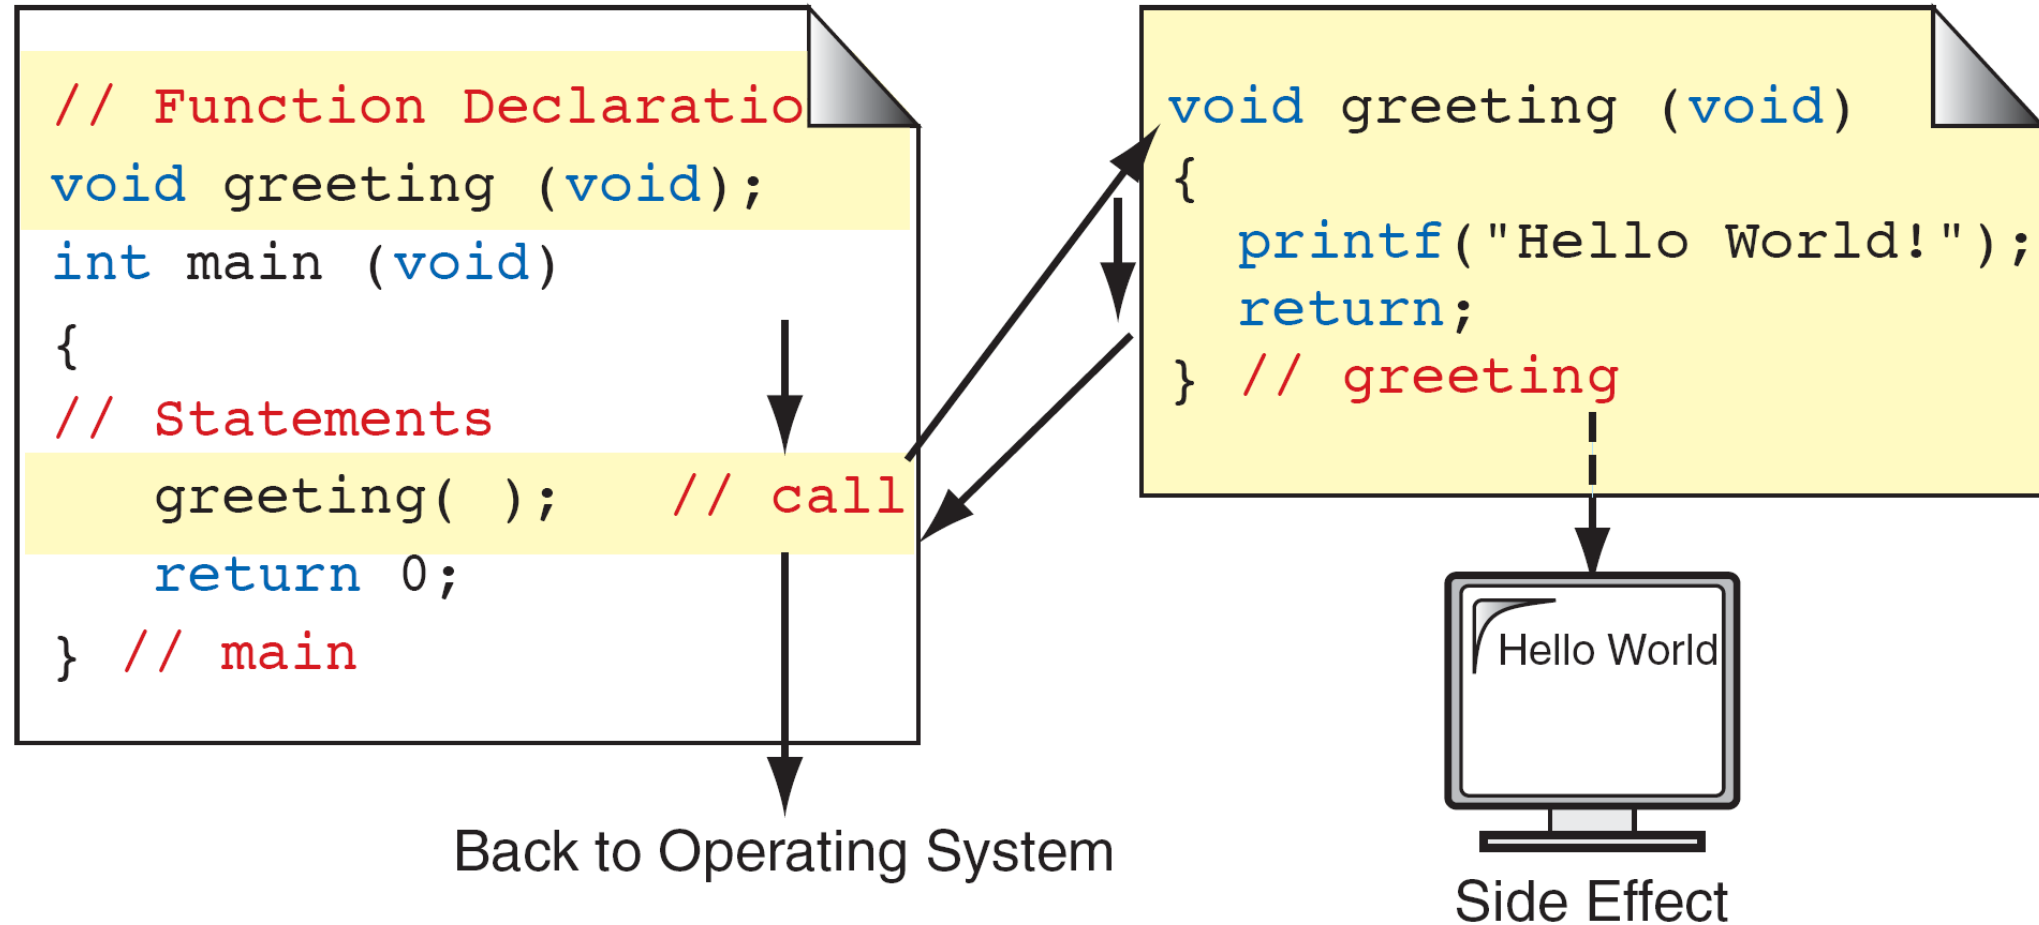 // Function Declaratio
void greeting (void);
int main (void)
{
// Statements
greeting( ); // call
return 0;
} // main
Back to Operating System
void greeting (void)
{
printf("Hello World!");
return;
} // greeting
Hello World
Side Effect